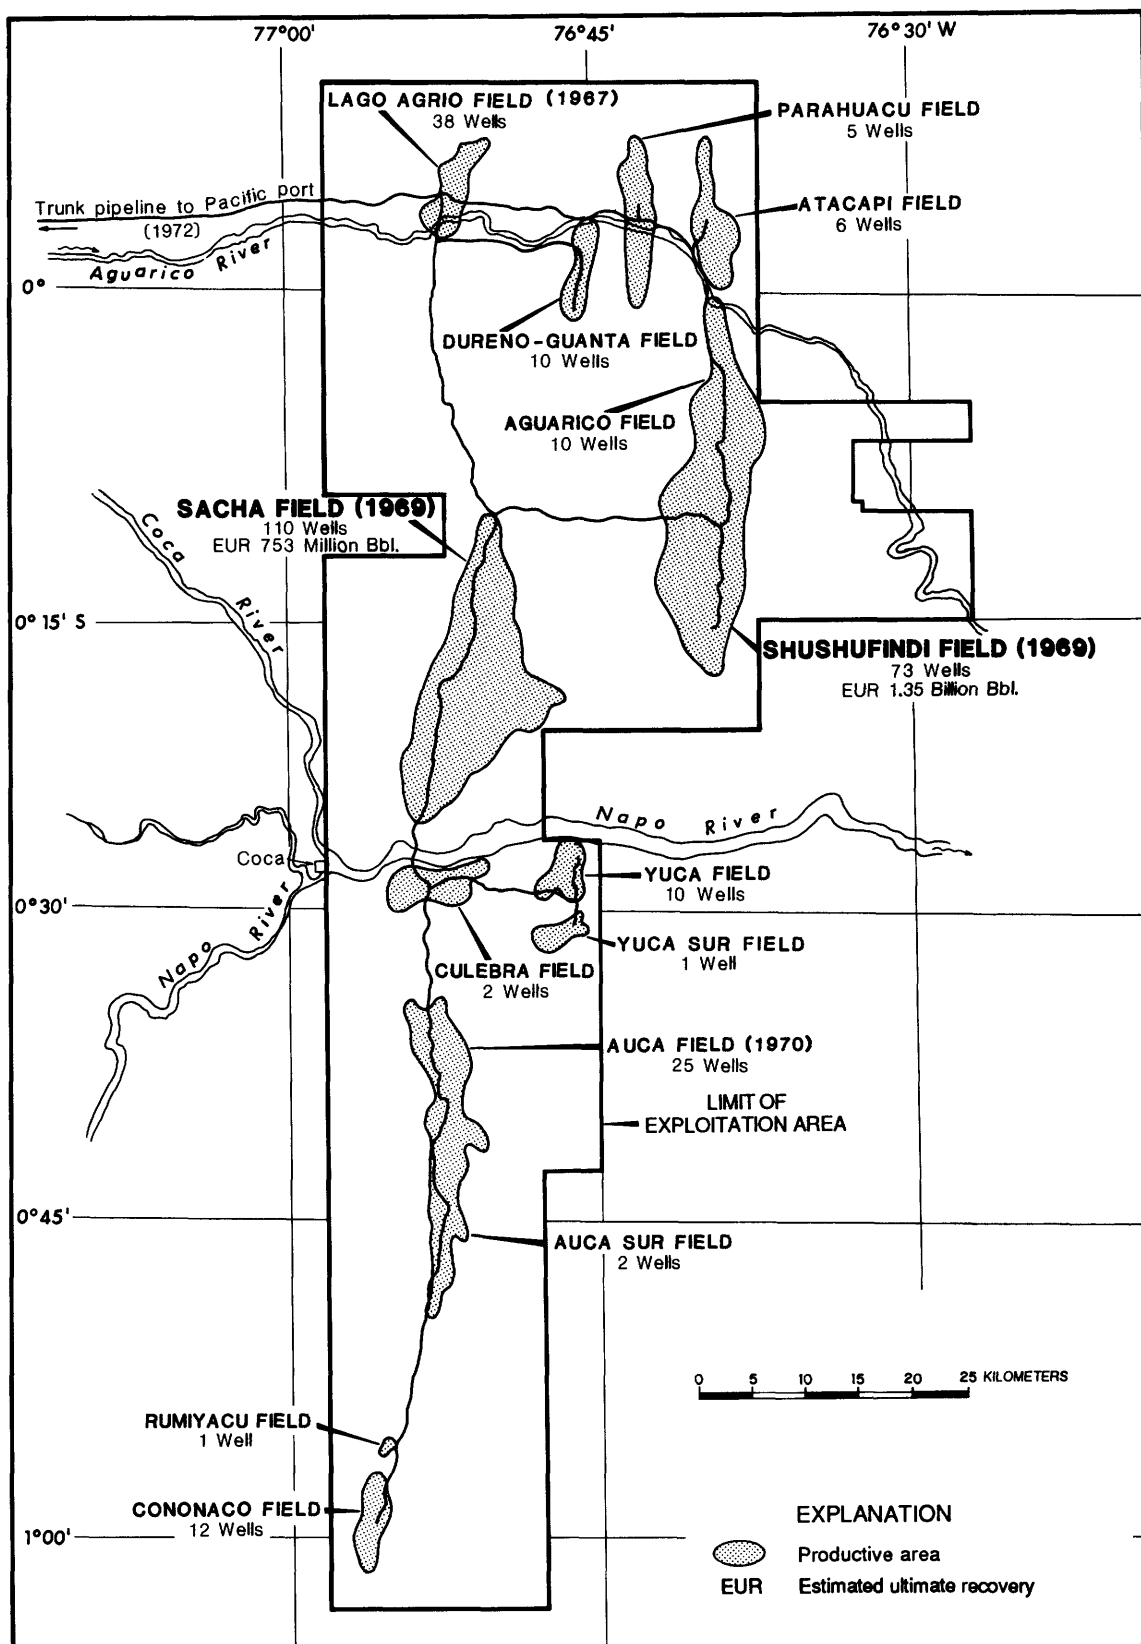 77°00'
76°45'
76°30' W
LAGO AGRIO FIELD (1967)
38 Wells
PARAHUACU FIELD
5 Wells
Trunk pipeline to Pacific port
(1972)
ATACAPI FIELD
6 Wells
Aguarico River
0°
DURENO-GUANTA FIELD
10 Wells
AGUARICO FIELD
10 Wells
SACHA FIELD (1969)
110 Wells
EUR 753 Million Bbl.
Coca River
0° 15' S
SHUSHUFINDI FIELD (1969)
73 Wells
EUR 1.35 Billion Bbl.
Napo River
Coca
YUCA FIELD
10 Wells
0° 30'
Napo River
YUCA SUR FIELD
1 Well
CULEBRA FIELD
2 Wells
AUCA FIELD (1970)
25 Wells
LIMIT OF
EXPLOITATION AREA
0° 45'
AUCA SUR FIELD
2 Wells
0 5 10 15 20 25 KILOMETERS
RUMIYACU FIELD
1 Well
CONONACO FIELD
12 Wells
1° 00'
EXPLANATION
Productive area
EUR Estimated ultimate recovery